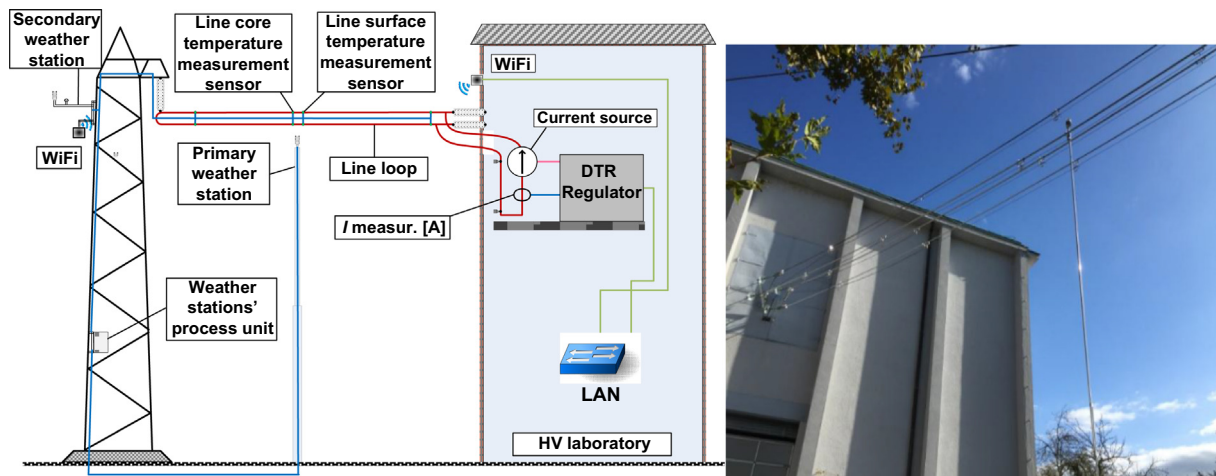 Secondary
weather
station
Line core
temperature
measurement
sensor
Line surface
temperature
measurement
sensor
WiFi
WiFi
Primary
weather
station
Line loop
Current source
DTR
Regulator
I measur. [A]
Weather
stations’
process unit
LAN
HV laboratory